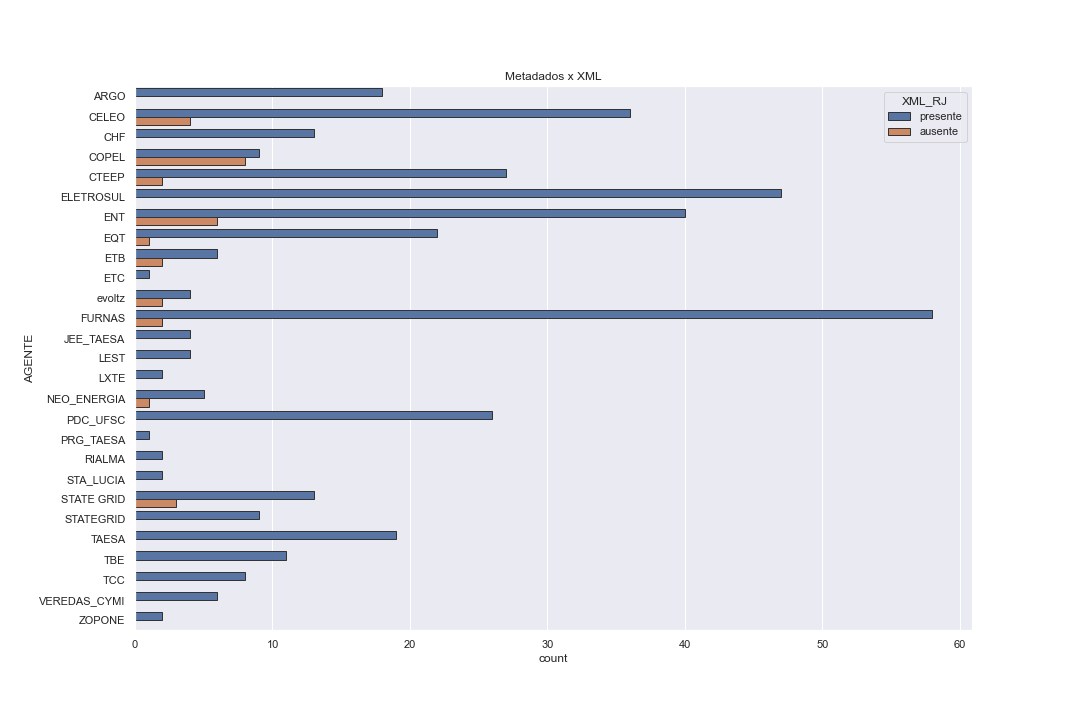 Metadados x XML
XML_RJ
presente
ausente
AGENTE
ARGO
CELEO
CHF
COPEL
CTEEP
ELETROSUL
ENT
EQT
ETB
ETC
evoltz
FURNAS
JEE_TAESA
LEST
LXTE
NEO_ENERGIA
PDC_UFSC
PRG_TAESA
RIALMA
STA_LUCIA
STATE GRID
STATEGRID
TAESA
TBE
TCC
VEREDAS_CYMI
ZOPONE
0 10 20 30 40 50 60
count